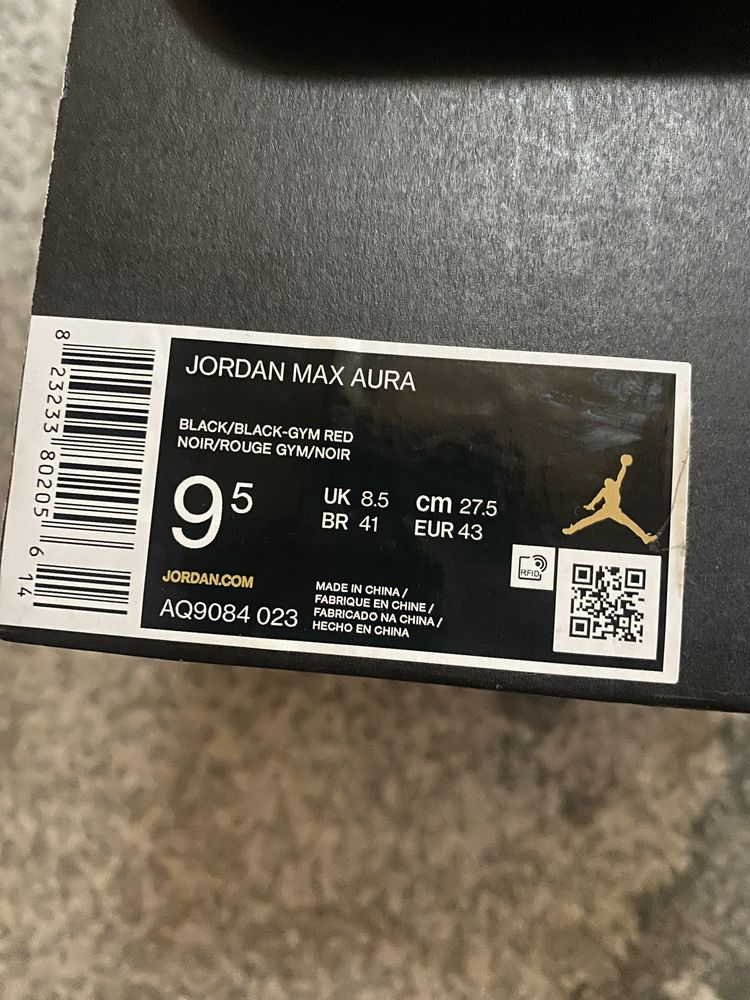 JORDAN MAX AURA
BLACK/BLACK-GYM RED
NOIR/ROUGE GYM/NOIR
9 5
UK 8.5 cm 27.5
BR 41 EUR 43
RFID
JORDAN.COM
AQ9084 023
MADE IN CHINA /
FABRIQUE EN CHINE /
FABRICADO NA CHINA /
HECHO EN CHINA
8 23233 80205 6 14